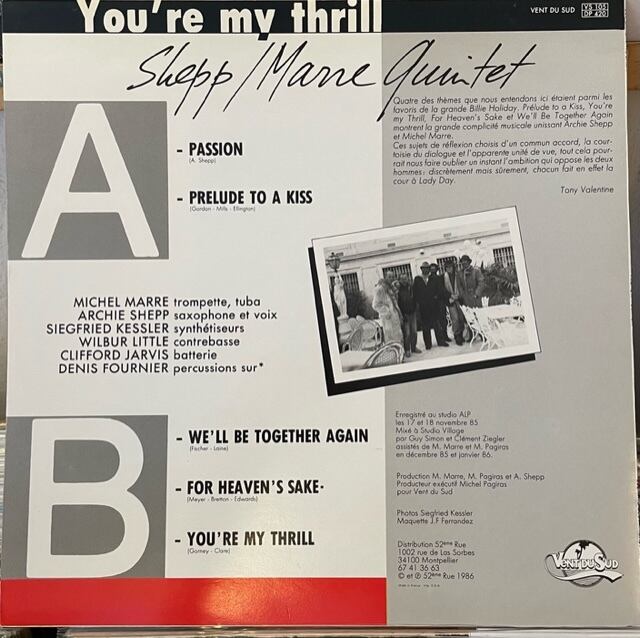 You're my thrill
VENT DU SUD
VS 105
DP 420
Shepp / Marre Quintet
Quatre des thèmes que nous entendons ici étaient parmi les
favoris de la grande Billie Holiday. Prélude to a Kiss, You're
my Thrill, For Heaven's Sake et We'll Be Together Again
montrent la grande complicité musicale unissant Archie Shepp
et Michel Marre.
Ces sujets de réflexion choisis d'un commun accord, la cour-
toisie du dialogue et l'apparente unité de vue, tout cela pour-
rait nous faire oublier un instant l'ambition qui oppose les deux
hommes: discrètement mais sûrement, chacun fait en effet la
cour à Lady Day.
Tony Valentine
A
- PASSION
(A. Shepp)
- PRELUDE TO A KISS
(Gordon - Mills - Ellington)
MICHEL MARRE trompette, tuba
ARCHIE SHEPP saxophone et voix
SIEGFRIED KESSLER synthétiseurs
WILBUR LITTLE contrebasse
CLIFFORD JARVIS batterie
DENIS FOURNIER percussions sur*
B
- WE'LL BE TOGETHER AGAIN
(Fischer - Laine)
- FOR HEAVEN'S SAKE*
(Meyer - Bretton - Edwards)
- YOU'RE MY THRILL
(Gorney - Clare)
Enregistré au studio ALP
les 17 et 18 novembre 85
Mixé à Studio Village
par Guy Simon et Clément Ziegler
assistés de M. Marre et M. Pagiras
en décembre 85 et janvier 86.
Production M. Marre, M. Pagiras et A. Shepp
Producteur exécutif Michel Pagiras
pour Vent du Sud
Photos Siegfried Kessler
Maquette J.F Ferrandez
Distribution 52ème Rue
1002 rue de Las Sorbes
34100 Montpellier
67 41 36 63
© et ℗ 52ème Rue 1986
VENT DU SUD